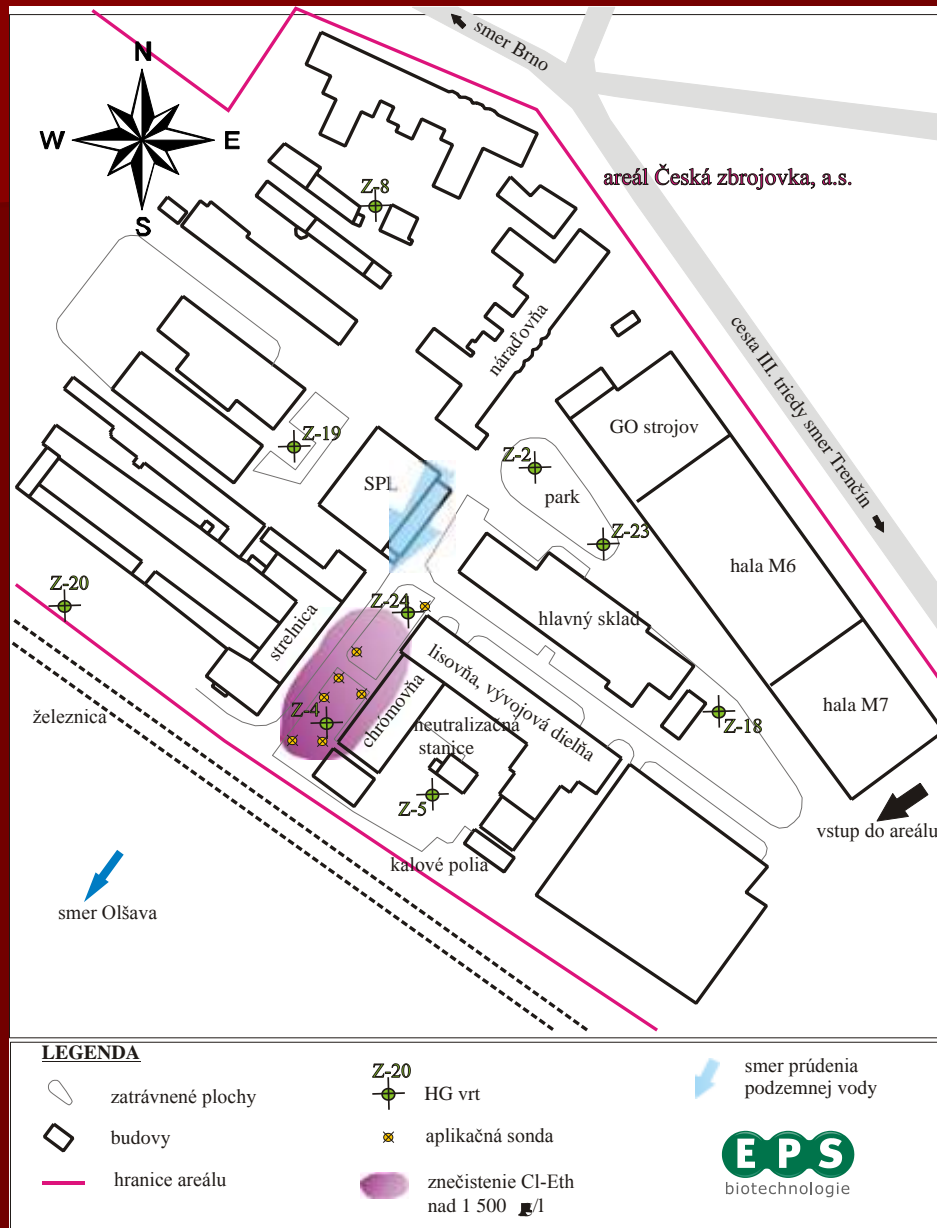 smer Brno
N
W
E
S
areál Česká zbrojovka, a.s.
Z-8
cesta III. triedy smer Trenčín
náraďovňa
GO strojov
Z-19
Z-2
SPL
park
Z-23
hala M6
Z-20
Z-24
hlavný sklad
strelnica
lisovňa, vývojová dielňa
hala M7
Z-4
chromovňa
neutralizačná
stanice
Z-18
železnica
Z-5
vstup do areálu
kalové polia
smer Olšava
LEGENDA
zatrávnené plochy
budovy
hranice areálu
Z-20
HG vrt
aplikačná sonda
znečistenie Cl-Eth
nad 1 500 g/l
smer prúdenia
podzemnej vody
EPS
biotechnologie